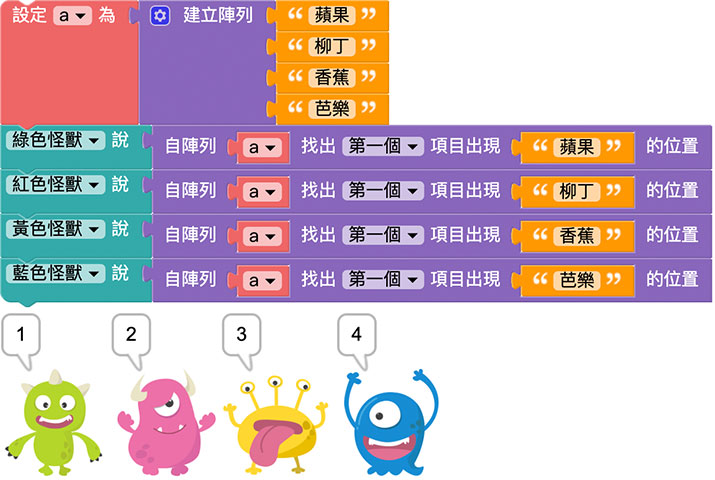 設定 a 為 建立陣列 “ 蘋果 ”
“ 柳丁 ”
“ 香蕉 ”
“ 芭樂 ”
綠色怪獸 說 自陣列 a 找出 第一個 項目出現 “ 蘋果 ” 的位置
紅色怪獸 說 自陣列 a 找出 第一個 項目出現 “ 柳丁 ” 的位置
黃色怪獸 說 自陣列 a 找出 第一個 項目出現 “ 香蕉 ” 的位置
藍色怪獸 說 自陣列 a 找出 第一個 項目出現 “ 芭樂 ” 的位置
1 2 3 4